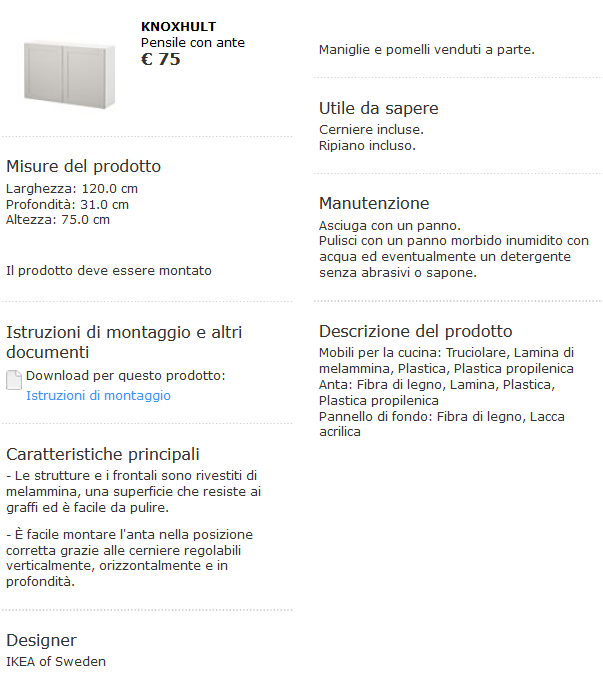 KNOXHULT
Pensile con ante
€ 75
Misure del prodotto
Larghezza: 120.0 cm
Profondità: 31.0 cm
Altezza: 75.0 cm
Il prodotto deve essere montato
Istruzioni di montaggio e altri
documenti
Download per questo prodotto:
Istruzioni di montaggio
Caratteristiche principali
- Le strutture e i frontali sono rivestiti di
melammina, una superficie che resiste ai
graffi ed è facile da pulire.
- È facile montare l'anta nella posizione
corretta grazie alle cerniere regolabili
verticalmente, orizzontalmente e in
profondità.
Designer
IKEA of Sweden
Maniglie e pomelli venduti a parte.
Utile da sapere
Cerniere incluse.
Ripiano incluso.
Manutenzione
Asciuga con un panno.
Pulisci con un panno morbido inumidito con
acqua ed eventualmente un detergente
senza abrasivi o sapone.
Descrizione del prodotto
Mobili per la cucina: Truciolare, Lamina di
melammina, Plastica, Plastica propilenica
Anta: Fibra di legno, Lamina, Plastica,
Plastica propilenica
Pannello di fondo: Fibra di legno, Lacca
acrilica